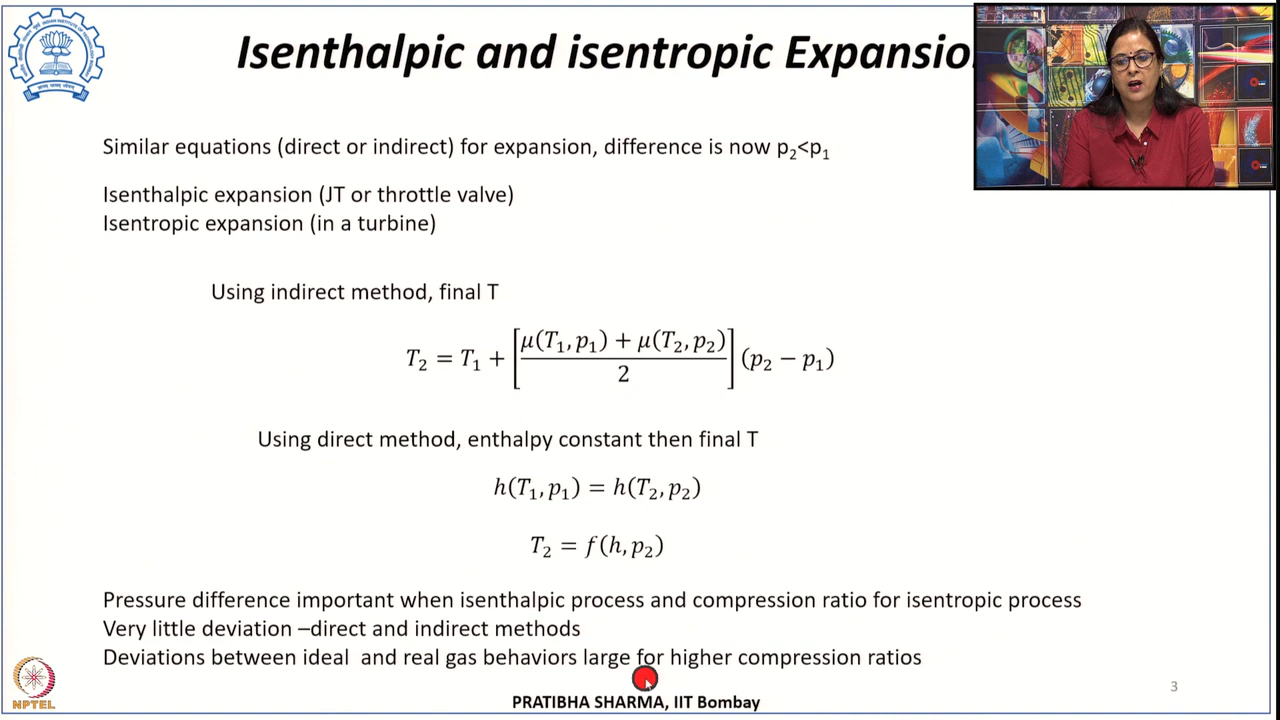 Isenthalpic and isentropic Expansio
Similar equations (direct or indirect) for expansion, difference is now p₂<p₁
Isenthalpic expansion (JT or throttle valve)
Isentropic expansion (in a turbine)
Using indirect method, final T
T₂ = T₁ + [μ(T₁, p₁) + μ(T₂, p₂) / 2] (p₂ − p₁)
Using direct method, enthalpy constant then final T
h(T₁, p₁) = h(T₂, p₂)
T₂ = f(h, p₂)
Pressure difference important when isenthalpic process and compression ratio for isentropic process
Very little deviation –direct and indirect methods
Deviations between ideal and real gas behaviors large for higher compression ratios
NPTEL
PRATIBHA SHARMA, IIT Bombay
3